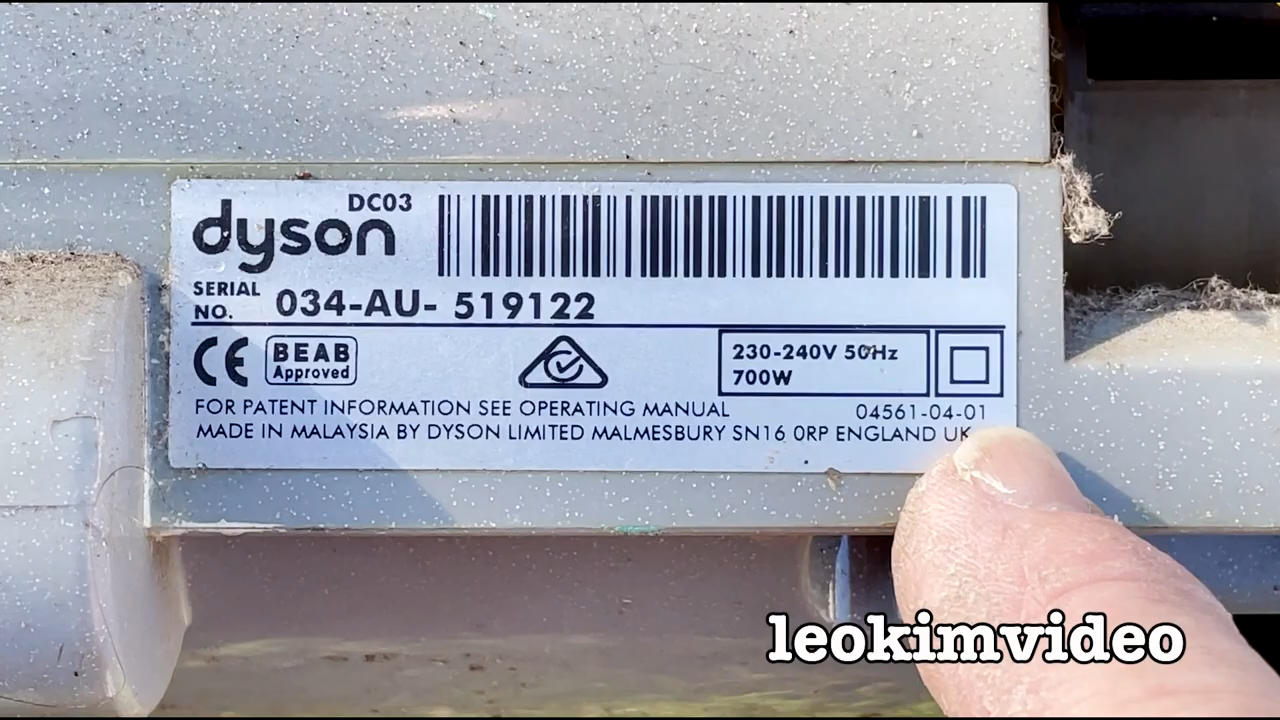 DC03
dyson
SERIAL
NO. 034-AU- 519122
CE BEAB
Approved
230-240V 50Hz
700W
FOR PATENT INFORMATION SEE OPERATING MANUAL 04561-04-01
MADE IN MALAYSIA BY DYSON LIMITED MALMESBURY SN16 0RP ENGLAND UK
leokimvideo